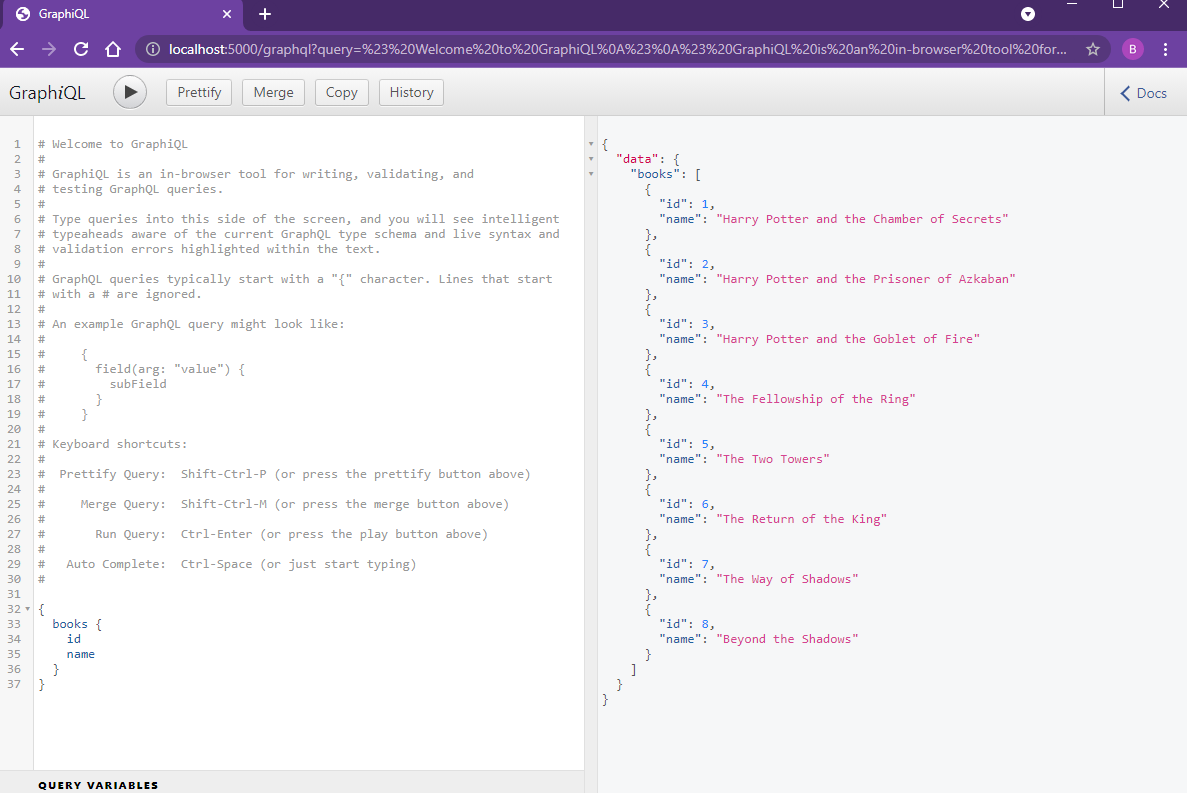 GraphiQL
localhost:5000/graphql?query=%23%20Welcome%20to%20GraphiQL%0A%23%0A%23%20GraphiQL%20is%20an%20in-browser%20tool%20for...
B
GraphiQL
Prettify
Merge
Copy
History
Docs
1 # Welcome to GraphiQL
2 #
3 # GraphiQL is an in-browser tool for writing, validating, and
4 # testing GraphQL queries.
5 #
6 # Type queries into this side of the screen, and you will see intelligent
7 # typeaheads aware of the current GraphQL type schema and live syntax and
8 # validation errors highlighted within the text.
9 #
10 # GraphQL queries typically start with a "{" character. Lines that start
11 # with a # are ignored.
12 #
13 # An example GraphQL query might look like:
14 #
15 #     {
16 #       field(arg: "value") {
17 #         subField
18 #       }
19 #     }
20 #
21 # Keyboard shortcuts:
22 #
23 #  Prettify Query:  Shift-Ctrl-P (or press the prettify button above)
24 #
25 #     Merge Query:  Shift-Ctrl-M (or press the merge button above)
26 #
27 #       Run Query:  Ctrl-Enter (or press the play button above)
28 #
29 #   Auto Complete:  Ctrl-Space (or just start typing)
30 #
31
32 {
33   books {
34     id
35     name
36   }
37 }
QUERY VARIABLES
{
  "data": {
    "books": [
      {
        "id": 1,
        "name": "Harry Potter and the Chamber of Secrets"
      },
      {
        "id": 2,
        "name": "Harry Potter and the Prisoner of Azkaban"
      },
      {
        "id": 3,
        "name": "Harry Potter and the Goblet of Fire"
      },
      {
        "id": 4,
        "name": "The Fellowship of the Ring"
      },
      {
        "id": 5,
        "name": "The Two Towers"
      },
      {
        "id": 6,
        "name": "The Return of the King"
      },
      {
        "id": 7,
        "name": "The Way of Shadows"
      },
      {
        "id": 8,
        "name": "Beyond the Shadows"
      }
    ]
  }
}